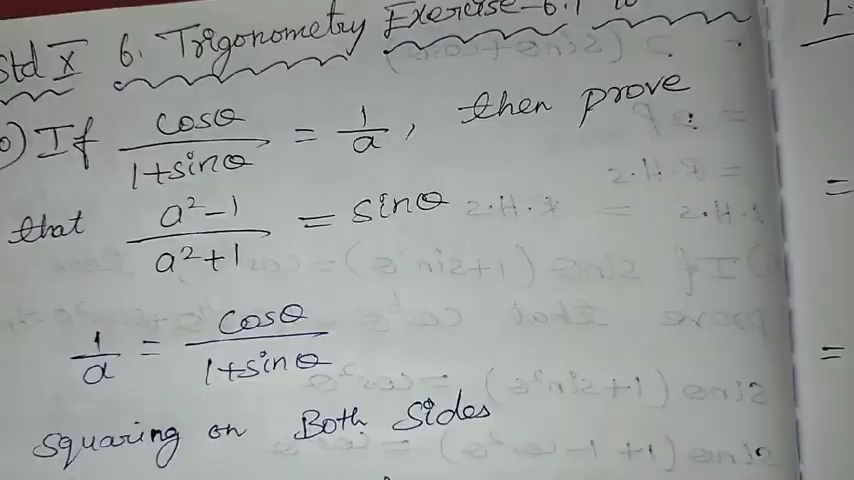 Std X 6. Trigonometry Exercise-6.1
10) If cosθ/1+sinθ = 1/a, then prove
that a²-1/a²+1 = sinθ
1/a = cosθ/1+sinθ
squaring on Both Sides